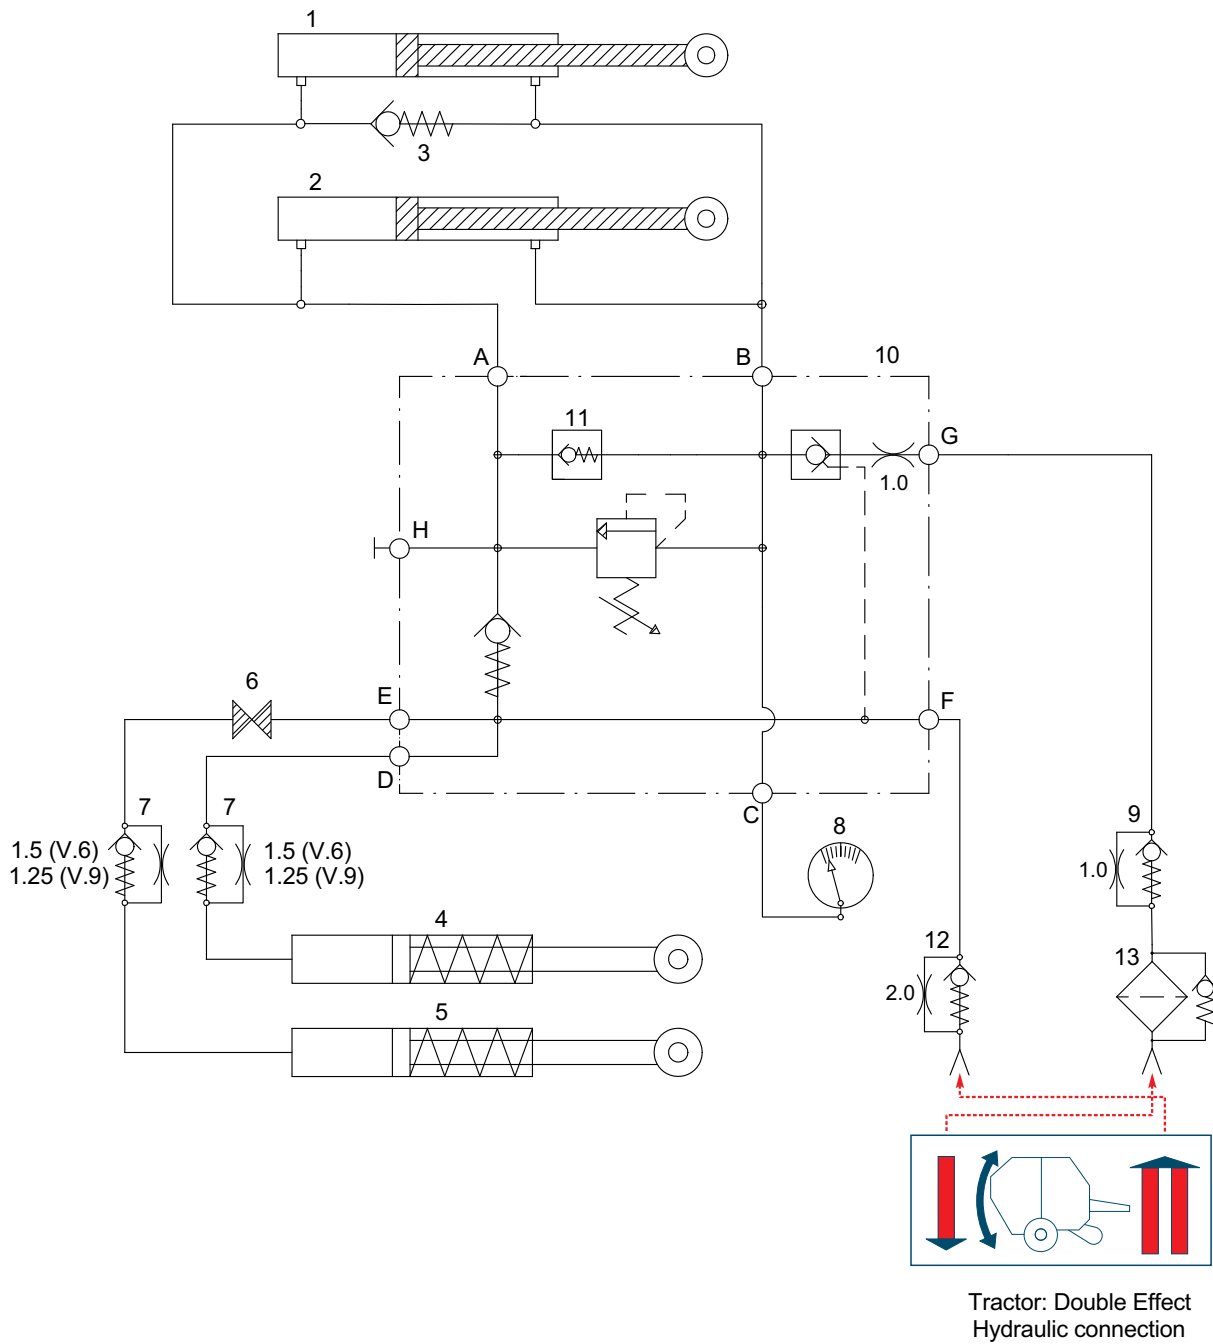 1
3
2
A
B
10
11
G
1.0
H
6
E
F
D
C
7
7
8
9
1.5 (V.6)
1.25 (V.9)
1.5 (V.6)
1.25 (V.9)
1.0
4
12
13
2.0
5
Tractor: Double Effect
Hydraulic connection